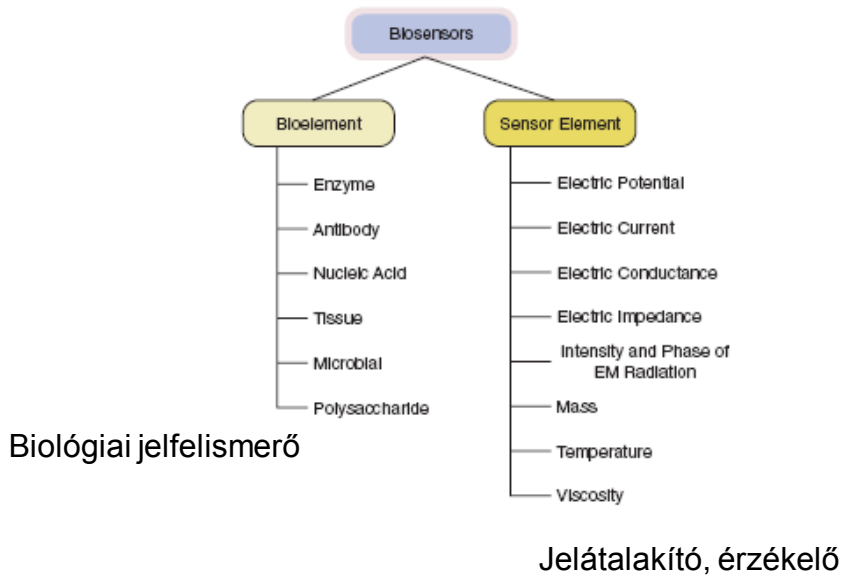 Biosensors
Bioelement
Enzyme
Antibody
Nucleic Acid
Tissue
Microbial
Polysaccharide
Biológiai jelfelismerő
Sensor Element
Electric Potential
Electric Current
Electric Conductance
Electric Impedance
Intensity and Phase of
EM Radiation
Mass
Temperature
Viscosity
Jelátalakító, érzékelő